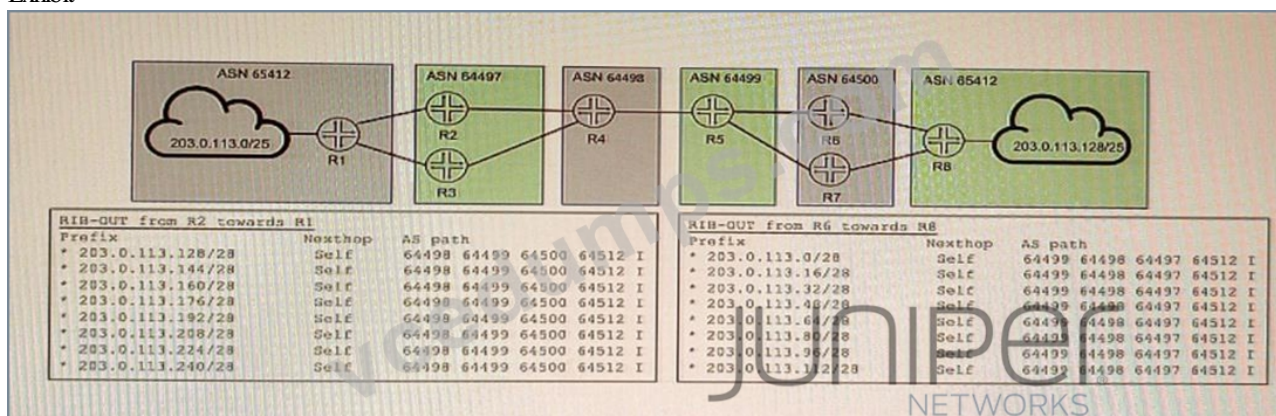 ASN 65412
ASN 64497
ASN 64498
ASN 64499
ASN 64500
ASN 65412
203.0.113.0/25
R1
R2
R3
R4
R5
R6
R7
R8
203.0.113.128/25
RIB-OUT from R2 towards R1
Prefix Nexthop AS path
* 203.0.113.128/28 Self 64498 64499 64500 64512 I
* 203.0.113.144/28 Self 64498 64499 64500 64512 I
* 203.0.113.160/28 Self 64498 64499 64500 64512 I
* 203.0.113.176/28 Self 64498 64499 64500 64512 I
* 203.0.113.192/28 Self 64498 64499 64500 64512 I
* 203.0.113.208/28 Self 64498 64499 64500 64512 I
* 203.0.113.224/28 Self 64498 64499 64500 64512 I
* 203.0.113.240/28 Self 64498 64499 64500 64512 I
RIB-OUT from R6 towards R8
Prefix Nexthop AS path
* 203.0.113.0/28 Self 64499 64498 64497 64512 I
* 203.0.113.16/28 Self 64499 64498 64497 64512 I
* 203.0.113.32/28 Self 64499 64498 64497 64512 I
* 203.0.113.48/28 Self 64499 64498 64497 64512 I
* 203.0.113.64/28 Self 64499 64498 64497 64512 I
* 203.0.113.80/28 Self 64499 64498 64497 64512 I
* 203.0.113.96/28 Self 64499 64498 64497 64512 I
* 203.0.113.112/28 Self 64499 64498 64497 64512 I
vcedumps.com
JUNIPER
NETWORKS